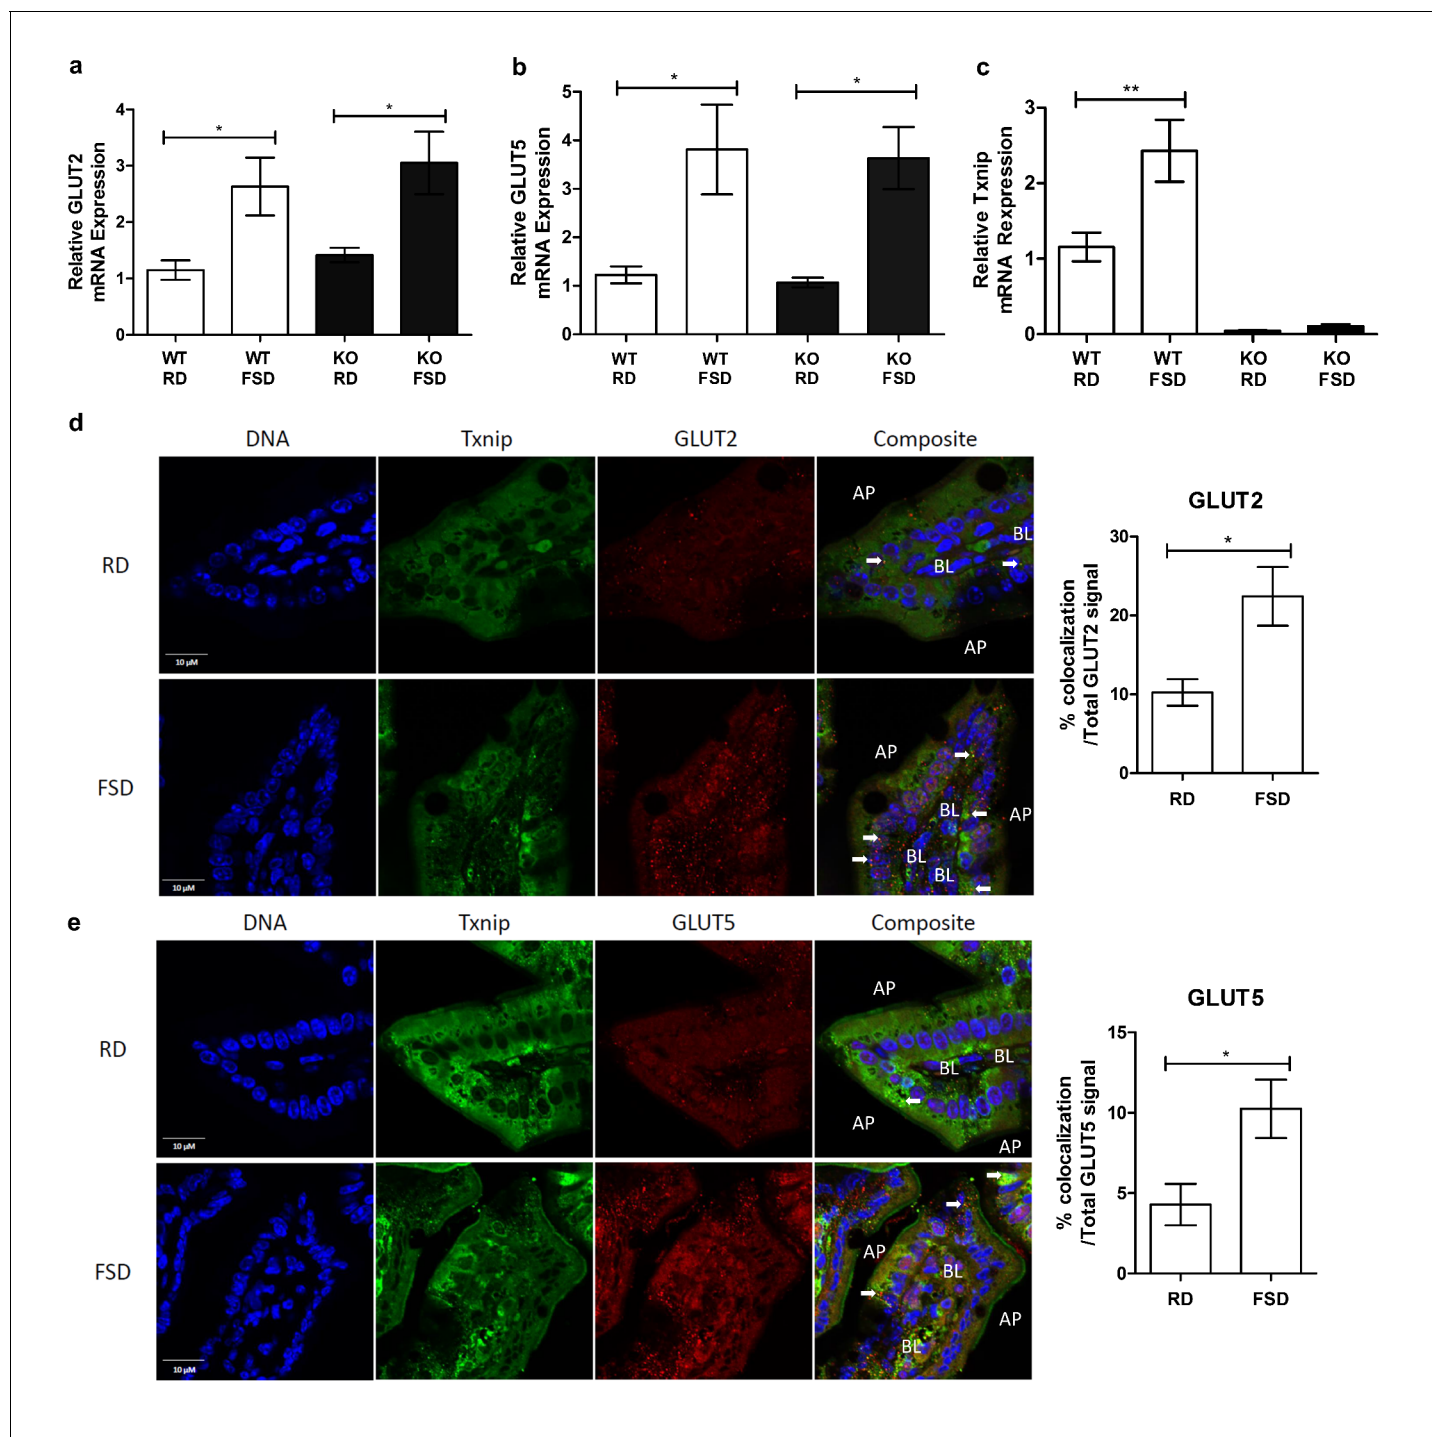 a
Relative GLUT2
mRNA Expression
4
3
2
1
0
*
*
WT
RD
WT
FSD
KO
RD
KO
FSD
b
Relative GLUT5
mRNA Expression
5
4
3
2
1
0
*
*
WT
RD
WT
FSD
KO
RD
KO
FSD
c
Relative Txnip
mRNA Rexpression
3
2
1
0
**
WT
RD
WT
FSD
KO
RD
KO
FSD
d
DNA
Txnip
GLUT2
Composite
RD
10 µM
AP
BL
BL
AP
FSD
10 µM
AP
BL
AP
BL
BL
GLUT2
% colocalization
/Total GLUT2 signal
30
20
10
0
*
RD
FSD
e
DNA
Txnip
GLUT5
Composite
RD
10 µM
AP
BL
BL
AP
AP
FSD
10 µM
AP
BL
AP
BL
GLUT5
% colocalization
/Total GLUT5 signal
15
10
5
0
*
RD
FSD